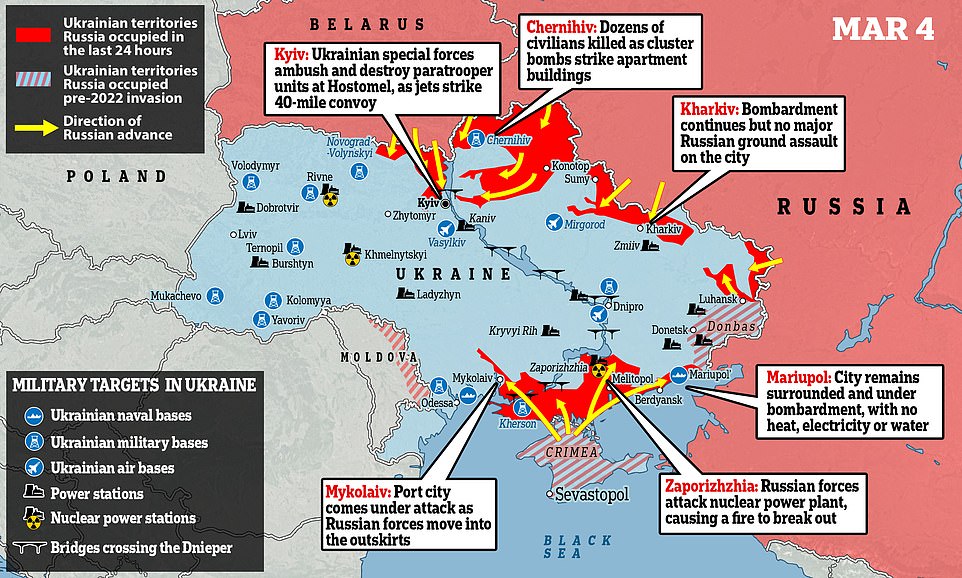 Ukrainian territories
Russia occupied in
the last 24 hours
Ukrainian territories
Russia occupied
pre-2022 invasion
Direction of
Russian advance
BELARUS
Kyiv: Ukrainian special forces
ambush and destroy paratrooper
units at Hostomel, as jets strike
40-mile convoy
Chernihiv: Dozens of
civilians killed as cluster
bombs strike apartment
buildings
MAR 4
Kharkiv: Bombardment
continues but no major
Russian ground assault
on the city
POLAND
RUSSIA
Novograd
-Volynskyi
Chernihiv
Volodymyr
Rivne
Konotop
Sumy
Dobrotvir
Kyiv
Zhytomyr
Kaniv
Mirgorod
Kharkiv
Lviv
Vasylkiv
Ternopil
Burshtyn
Khmelnytskyi
Zmiiv
UKRAINE
Mukachevo
Kolomyya
Ladyzhyn
Luhansk
Yavoriv
Dnipro
Donbas
Kryvyi Rih
Donetsk
MOLDOVA
Zaporizhzhia
Mykolaiv
Melitopol
Mariupol'
Berdyansk
Odessa
Kherson
CRIMEA
Sevastopol
BLACK
SEA
Mariupol: City remains
surrounded and under
bombardment, with no
heat, electricity or water
Mykolaiv: Port city
comes under attack as
Russian forces move into
the outskirts
Zaporizhzhia: Russian forces
attack nuclear power plant,
causing a fire to break out
MILITARY TARGETS IN UKRAINE
Ukrainian naval bases
Ukrainian military bases
Ukrainian air bases
Power stations
Nuclear power stations
Bridges crossing the Dnieper